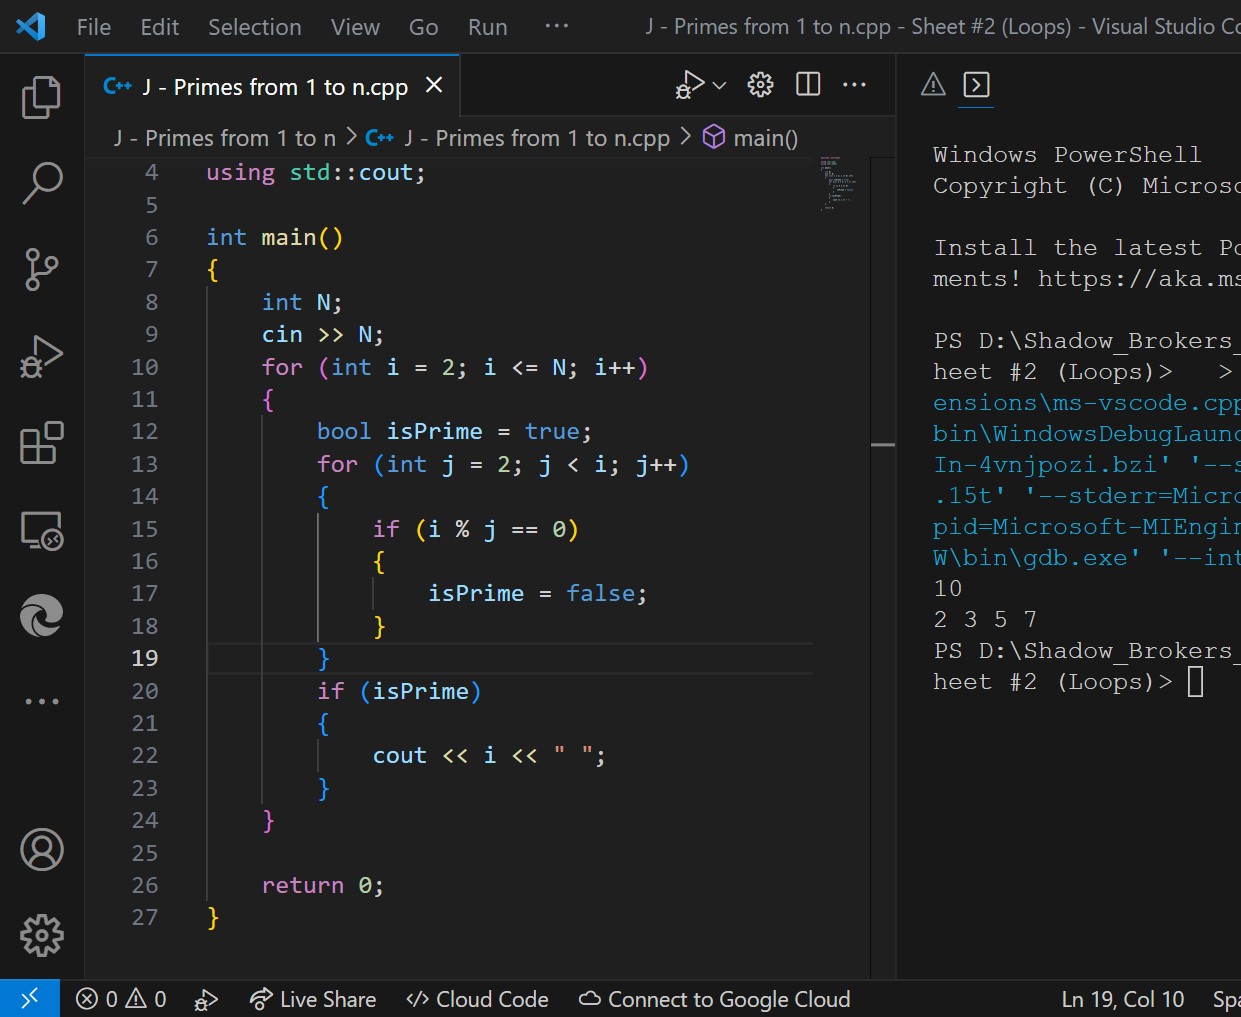 File Edit Selection View Go Run ··· J - Primes from 1 to n.cpp - Sheet #2 (Loops) - Visual Studio
C++ J - Primes from 1 to n.cpp
J - Primes from 1 to n > C++ J - Primes from 1 to n.cpp > main()
4 using std::cout;
5
6 int main()
7 {
8 int N;
9 cin >> N;
10 for (int i = 2; i <= N; i++)
11 {
12 bool isPrime = true;
13 for (int j = 2; j < i; j++)
14 {
15 if (i % j == 0)
16 {
17 isPrime = false;
18 }
19 }
20 if (isPrime)
21 {
22 cout << i << " ";
23 }
24 }
25
26 return 0;
27 }
Windows PowerShell
Copyright (C) Microso
Install the latest Po
ments! https://aka.ms
PS D:\Shadow_Brokers_
heet #2 (Loops)> >
ensions\ms-vscode.cpp
bin\WindowsDebugLaunc
In-4vnjpozi.bzi' '--s
.15t' '--stderr=Micro
pid=Microsoft-MIEngin
W\bin\gdb.exe' '--int
10
2 3 5 7
PS D:\Shadow_Brokers_
heet #2 (Loops)>
0 0 Live Share Cloud Code Connect to Google Cloud Ln 19, Col 10 Spa